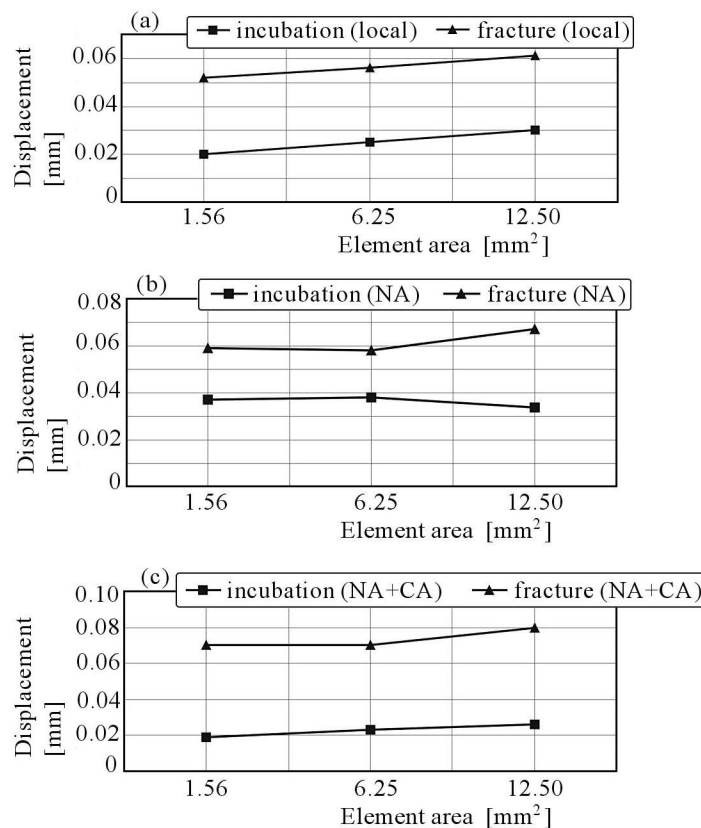 (a)
incubation (local) fracture (local)
0.06
0.04
0.02
0
Displacement
[mm]
1.56 6.25 12.50
Element area [mm²]
(b)
incubation (NA) fracture (NA)
0.08
0.06
0.04
0.02
0
Displacement
[mm]
1.56 6.25 12.50
Element area [mm²]
(c)
incubation (NA+CA) fracture (NA+CA)
0.10
0.08
0.06
0.04
0.02
0
Displacement
[mm]
1.56 6.25 12.50
Element area [mm²]